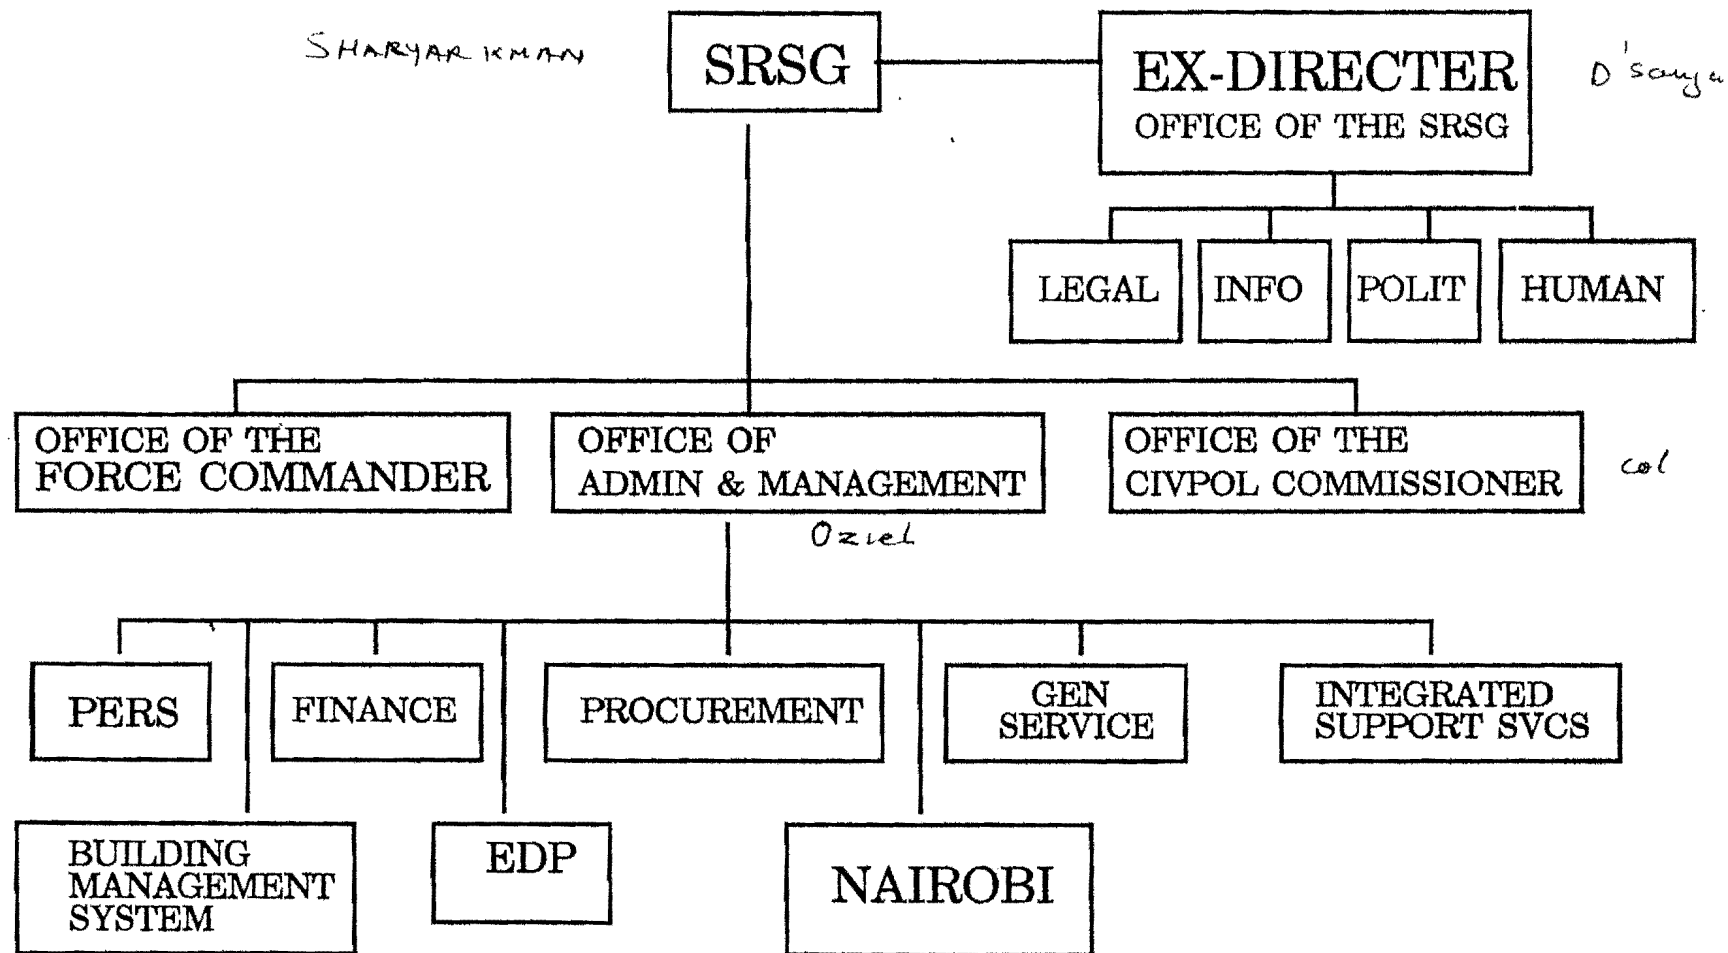 SHARYAR KHAN
SRSG
EX-DIRECTER
OFFICE OF THE SRSG
LEGAL
INFO
POLIT
HUMAN
OFFICE OF THE
FORCE COMMANDER
OFFICE OF
ADMIN & MANAGEMENT
OFFICE OF THE
CIVPOL COMMISSIONER
col
Oziel
PERS
FINANCE
PROCUREMENT
GEN
SERVICE
INTEGRATED
SUPPORT SVCS
BUILDING
MANAGEMENT
SYSTEM
EDP
NAIROBI